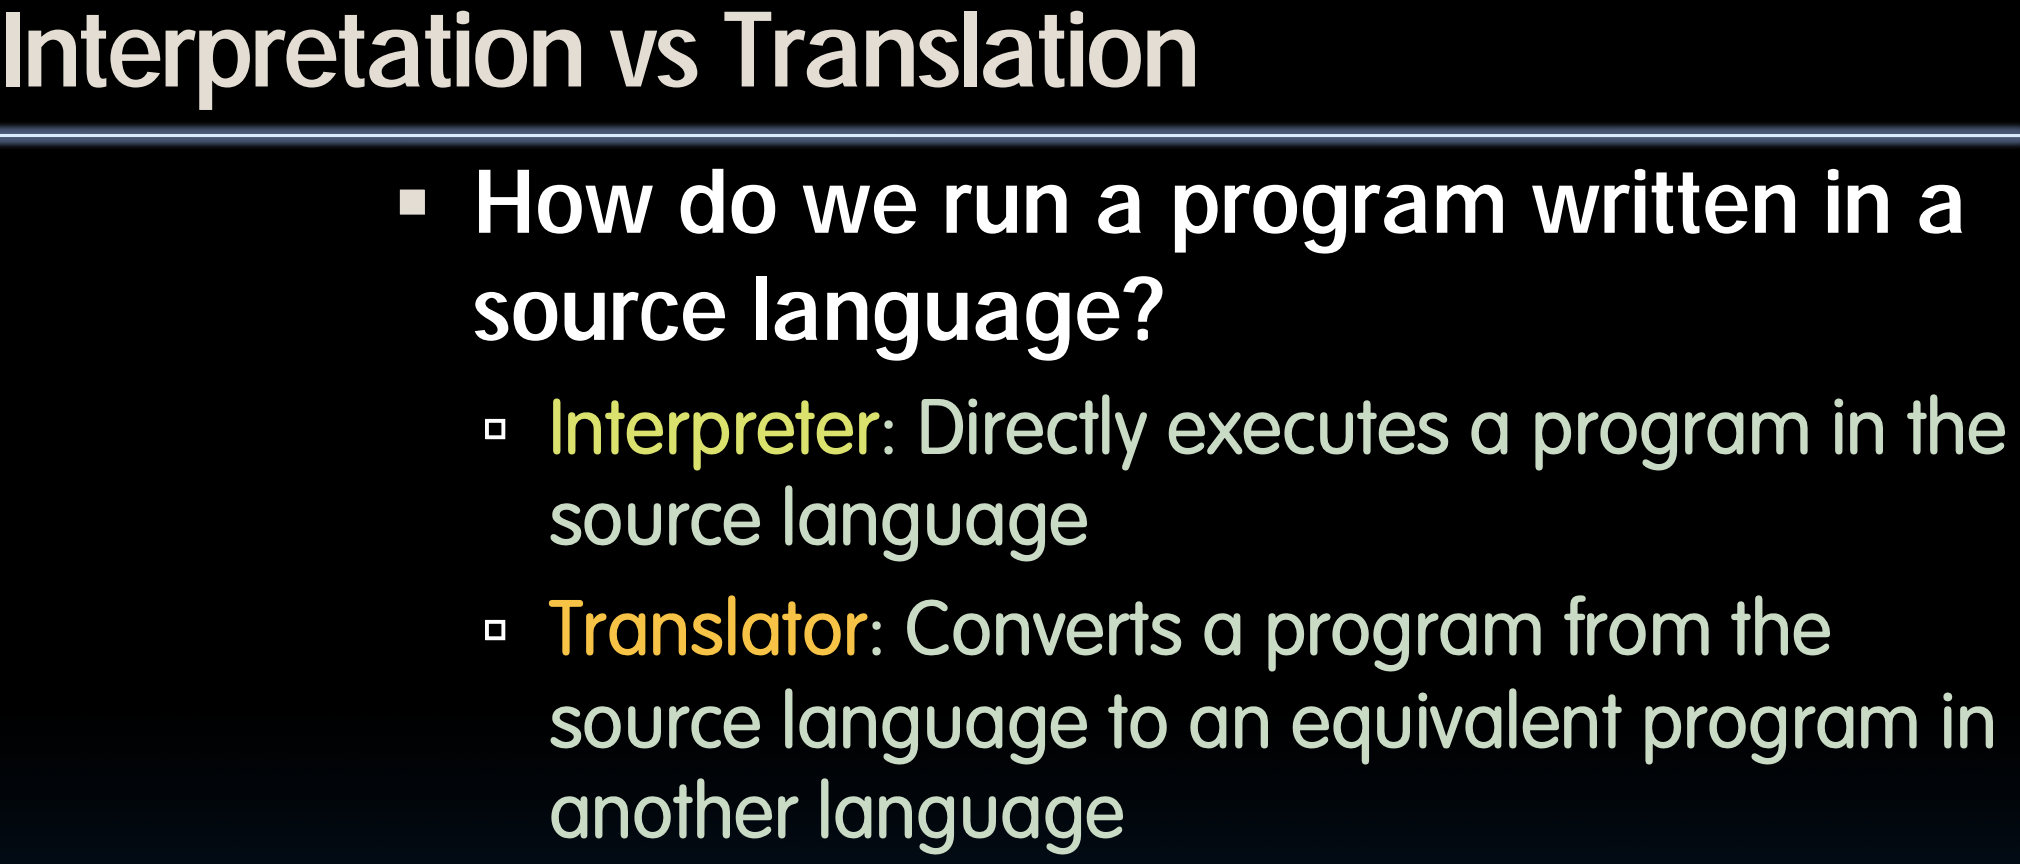 Interpretation vs Translation
How do we run a program written in a
source language?
Interpreter: Directly executes a program in the
source language
Translator: Converts a program from the
source language to an equivalent program in
another language